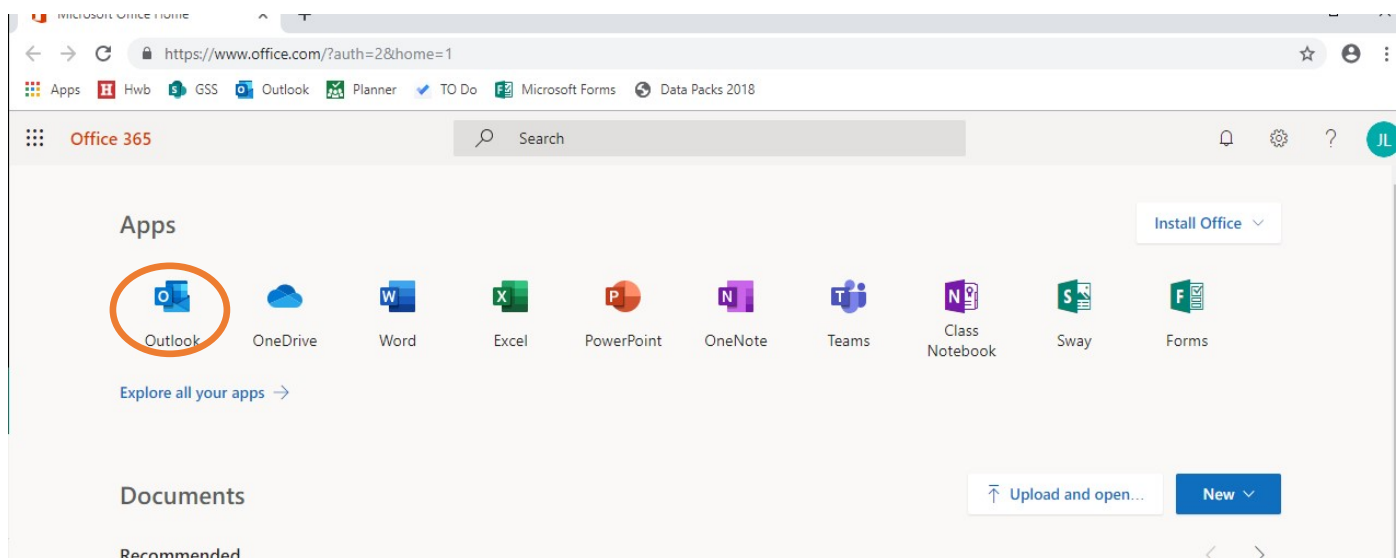 Microsoft Office Home
https://www.office.com/?auth=2&home=1
Apps Hwb GSS Outlook Planner TO Do Microsoft Forms Data Packs 2018
Office 365 Search JL
Apps Install Office
Outlook OneDrive Word Excel PowerPoint OneNote Teams Class Notebook Sway Forms
Explore all your apps →
Documents Upload and open... New
Recommended